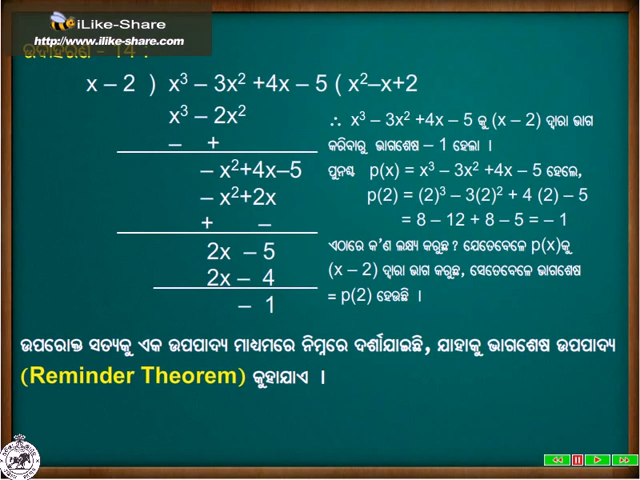 iLike-Share
http://www.ilike-share.com
ଉଦାହରଣ - 14 :
x – 2 ) x³ – 3x² +4x – 5 ( x²–x+2
x³ – 2x²
– +
– x²+4x–5
– x²+2x
+ –
2x – 5
2x – 4
– 1
∴ x³ – 3x² +4x – 5 କୁ (x – 2) ଦ୍ୱାରା ଭାଗ
କରିବାରୁ ଭାଗଶେଷ – 1 ହେଲା ।
ପୁନଶ୍ଚ p(x) = x³ – 3x² +4x – 5 ହେଲେ,
p(2) = (2)³ – 3(2)² + 4 (2) – 5
= 8 – 12 + 8 – 5 = – 1
ଏଠାରେ କ'ଣ ଲକ୍ଷ୍ୟ କରୁଛ? ଯେତେବେଳେ p(x)କୁ
(x – 2) ଦ୍ୱାରା ଭାଗ କରୁଛ, ସେତେବେଳେ ଭାଗଶେଷ
= p(2) ହେଉଛି ।
ଉପରୋକ୍ତ ସତ୍ୟକୁ ଏକ ଉପପାଦ୍ୟ ମାଧ୍ୟମରେ ନିମ୍ନରେ ଦର୍ଶାଯାଇଛି, ଯାହାକୁ ଭାଗଶେଷ ଉପପାଦ୍ୟ
(Reminder Theorem) କୁହାଯାଏ ।